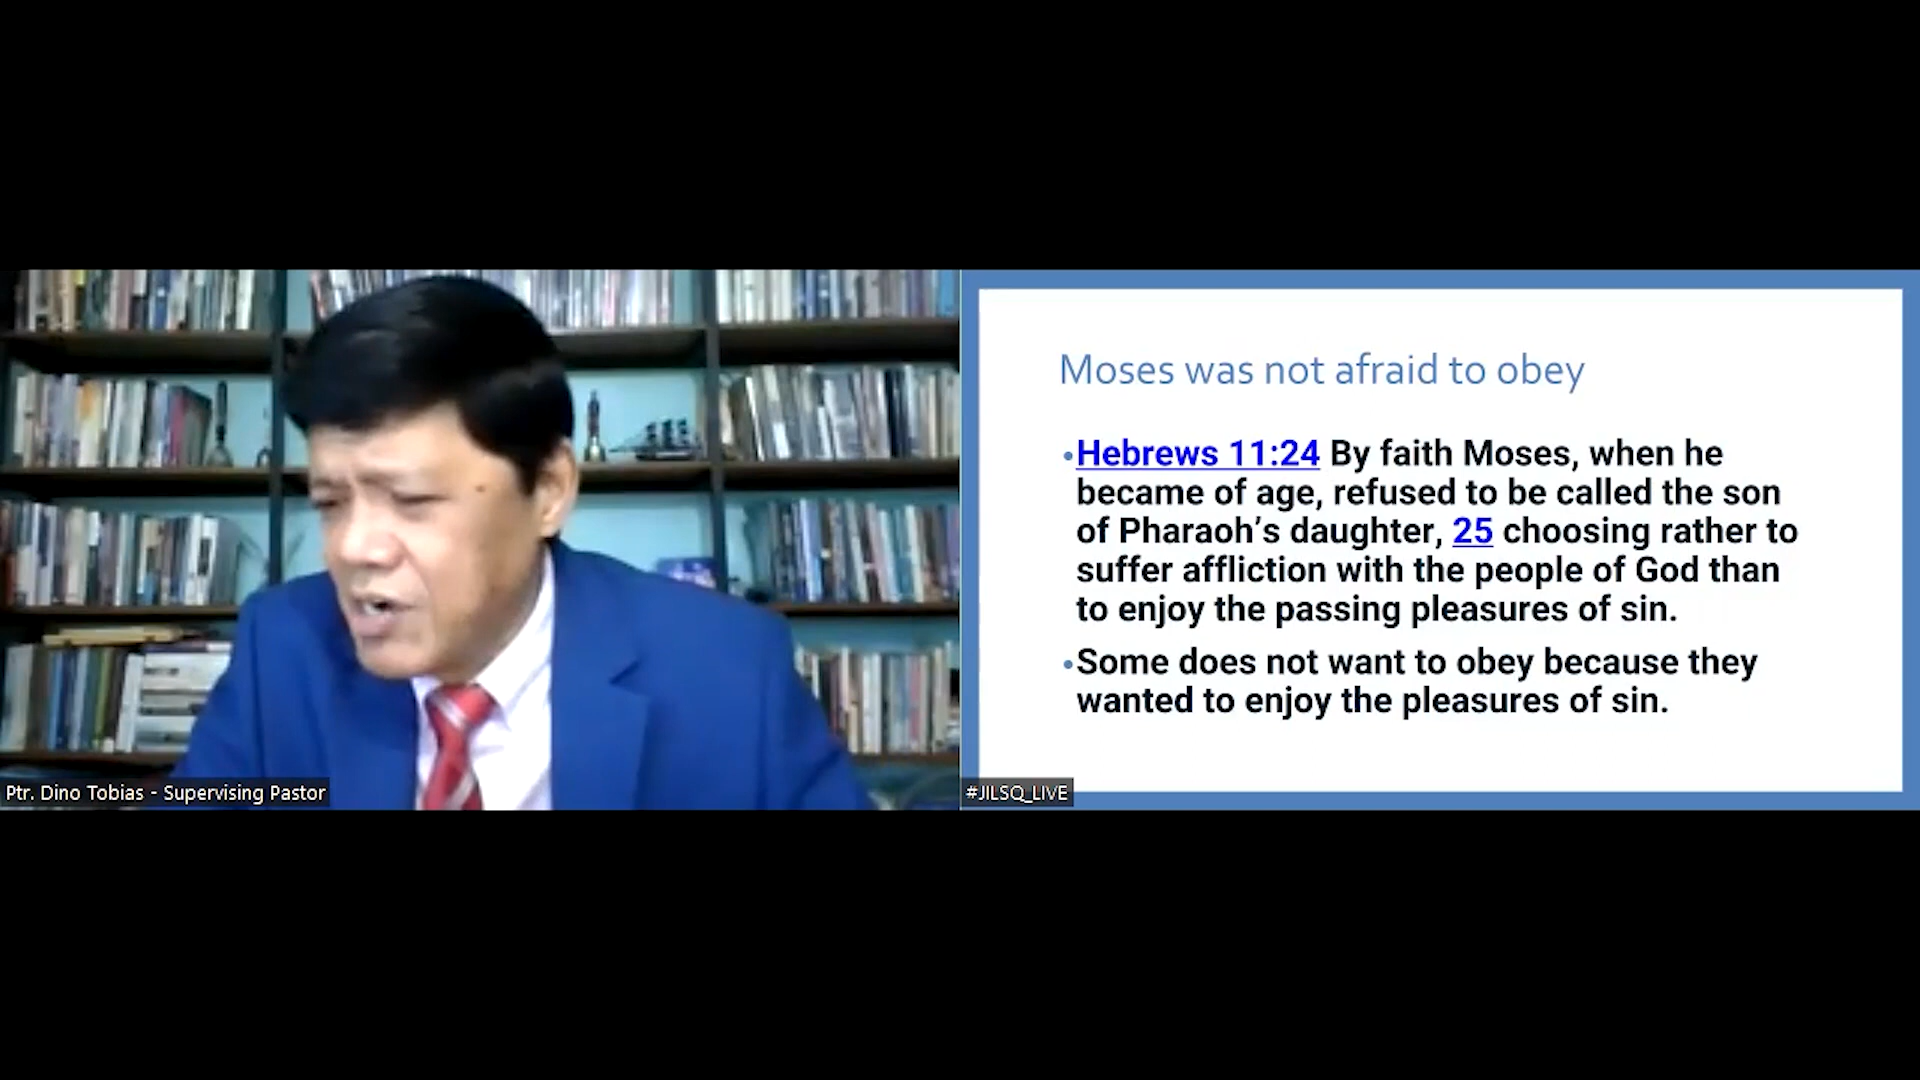 Ptr. Dino Tobias - Supervising Pastor
Moses was not afraid to obey
•Hebrews 11:24 By faith Moses, when he
became of age, refused to be called the son
of Pharaoh’s daughter, 25 choosing rather to
suffer affliction with the people of God than
to enjoy the passing pleasures of sin.
•Some does not want to obey because they
wanted to enjoy the pleasures of sin.
#JILSQ_LIVE